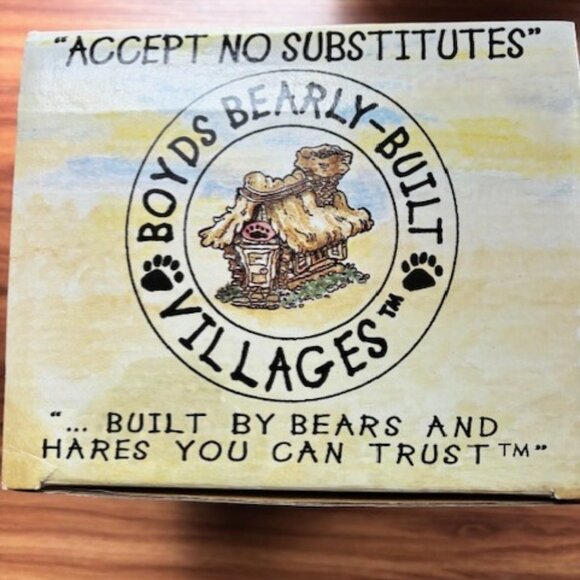 "ACCEPT NO SUBSTITUTES"
BOYDS BEARLY-BUILT
VILLAGES™
"... BUILT BY BEARS AND
HARES YOU CAN TRUST™"